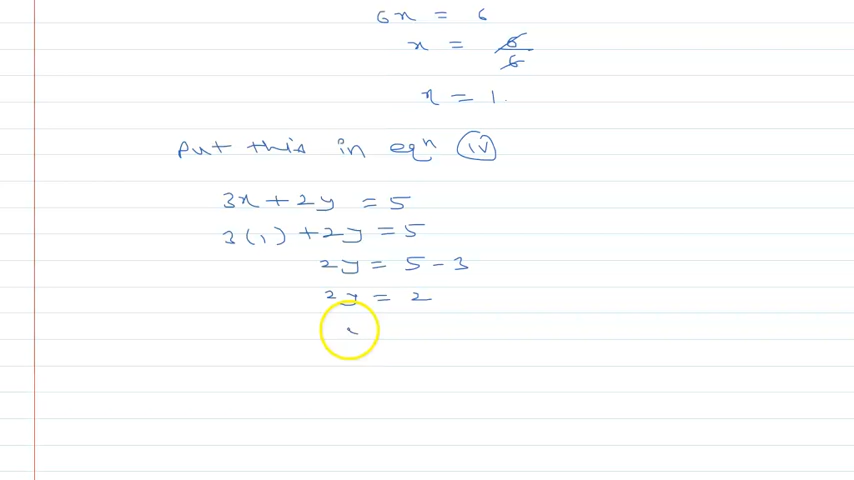 6x = 6
x = 6/6
x = 1.
Put this in eqn (iv)
3x + 2y = 5
3(1) + 2y = 5
2y = 5 - 3
2y = 2